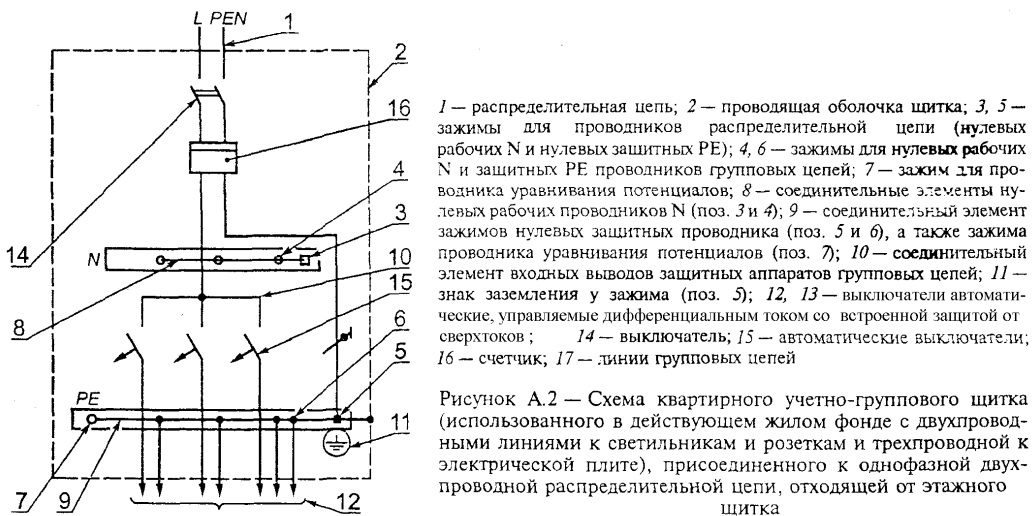 L PEN
1
2
16
4
3
14
N
10
15
8
6
5
PE
11
7
9
12
1 — распределительная цепь; 2 — проводящая оболочка щитка; 3, 5 —
зажимы для проводников распределительной цепи (нулевых
рабочих N и нулевых защитных PE); 4, 6 — зажимы для нулевых рабочих
N и защитных PE проводников групповых цепей; 7 — зажим для про-
водника уравнивания потенциалов; 8 — соединительные элементы ну-
левых рабочих проводников N (поз. 3 и 4); 9 — соединительный элемент
зажимов нулевых защитных проводника (поз. 5 и 6), а также зажима
проводника уравнивания потенциалов (поз. 7); 10 — соединительный
элемент входных выводов защитных аппаратов групповых цепей; 11 —
знак заземления у зажима (поз. 5); 12, 13 — выключатели автомати-
ческие, управляемые дифференциальным током со встроенной защитой от
сверхтоков ; 14 — выключатель; 15 — автоматические выключатели;
16 — счетчик; 17 — линии групповых цепей
Рисунок А.2 — Схема квартирного учетно-группового щитка
(использованного в действующем жилом фонде с двухпровод-
ными линиями к светильникам и розеткам и трехпроводной к
электрической плите), присоединенного к однофазной двух-
проводной распределительной цепи, отходящей от этажного
щитка